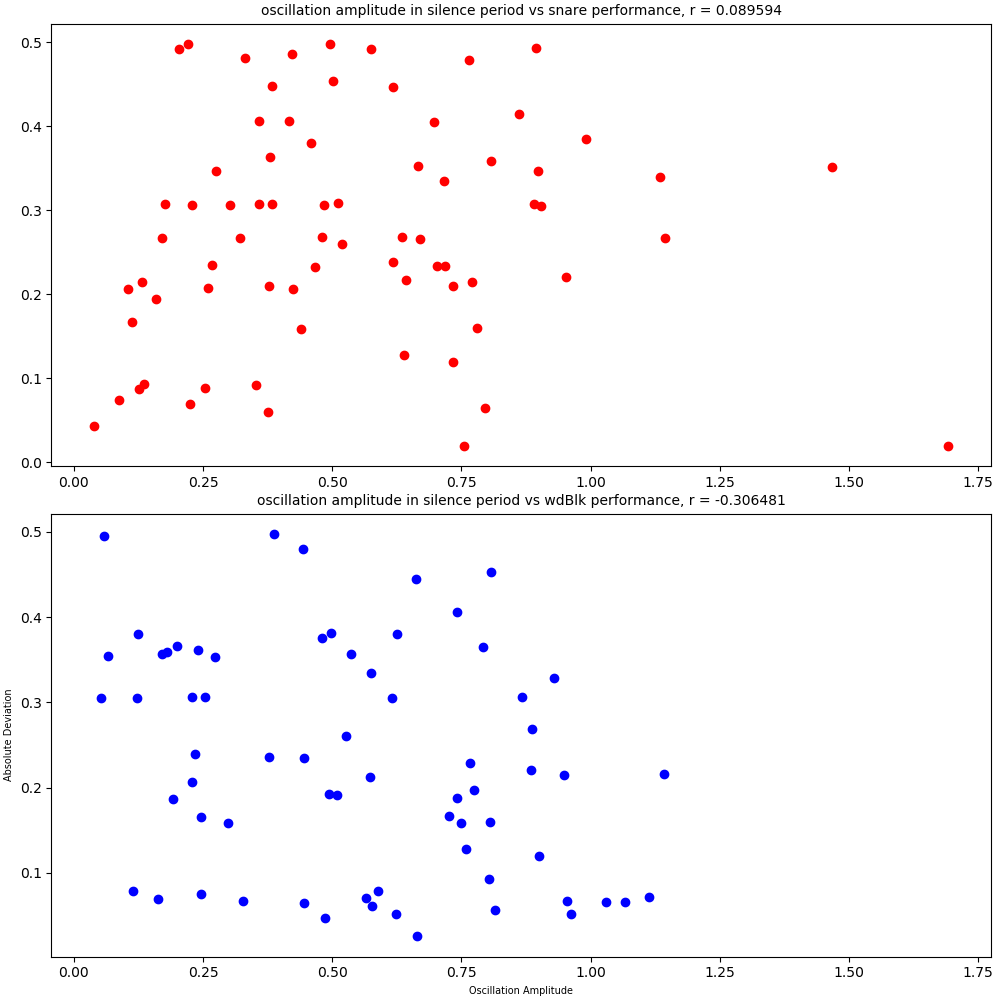 oscillation amplitude in silence period vs snare performance, r = 0.089594
0.5
0.4
0.3
0.2
0.1
0.0
0.00 0.25 0.50 0.75 1.00 1.25 1.50 1.75
oscillation amplitude in silence period vs wdBlk performance, r = -0.306481
Absolute Deviation
0.5
0.4
0.3
0.2
0.1
0.00 0.25 0.50 0.75 1.00 1.25 1.50 1.75
Oscillation Amplitude